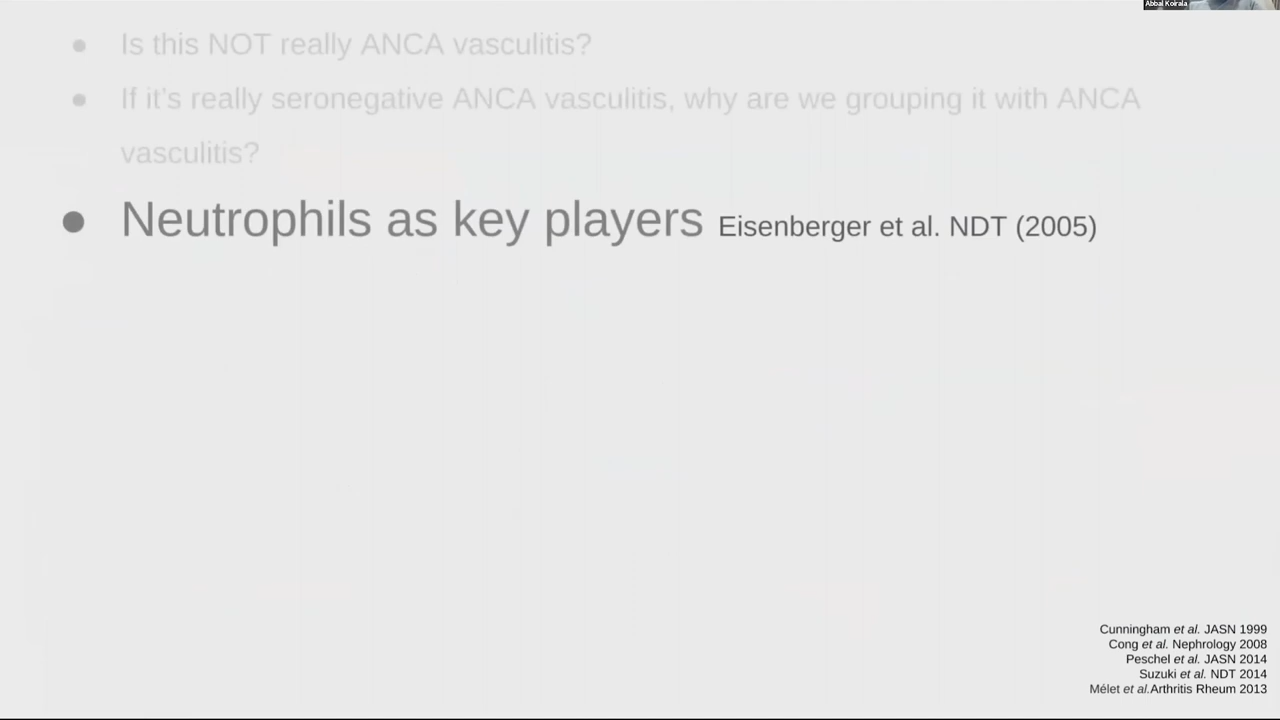 Abbal Koirala
Is this NOT really ANCA vasculitis?
If it's really seronegative ANCA vasculitis, why are we grouping it with ANCA
vasculitis?
Neutrophils as key players Eisenberger et al. NDT (2005)
Cunningham et al. JASN 1999
Cong et al. Nephrology 2008
Peschel et al. JASN 2014
Suzuki et al. NDT 2014
Mélet et al.Arthritis Rheum 2013